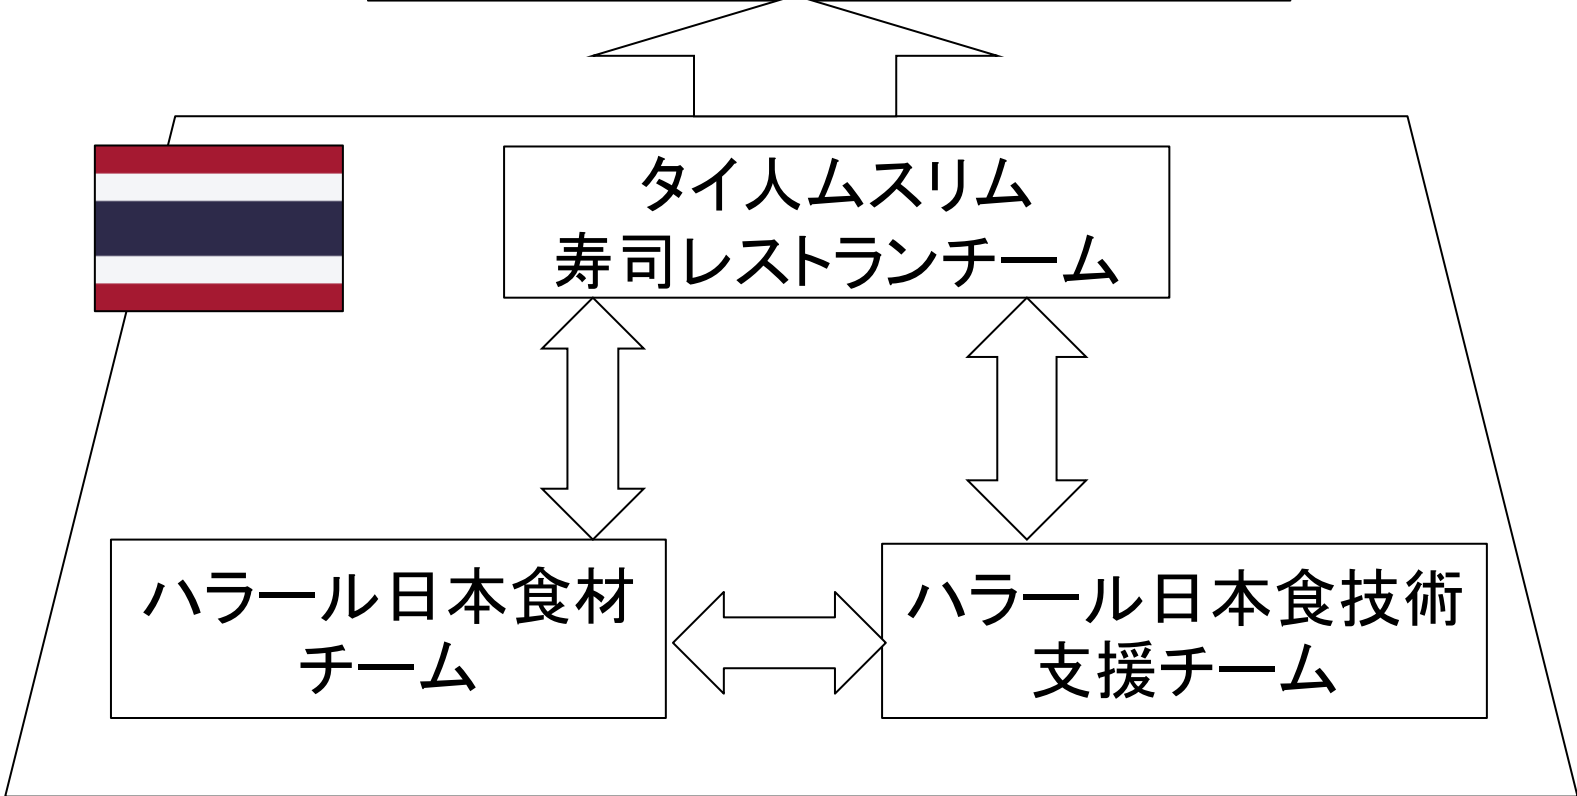 タイ人ムスリム
寿司レストランチーム
ハラール日本食材
チーム
ハラール日本食技術
支援チーム